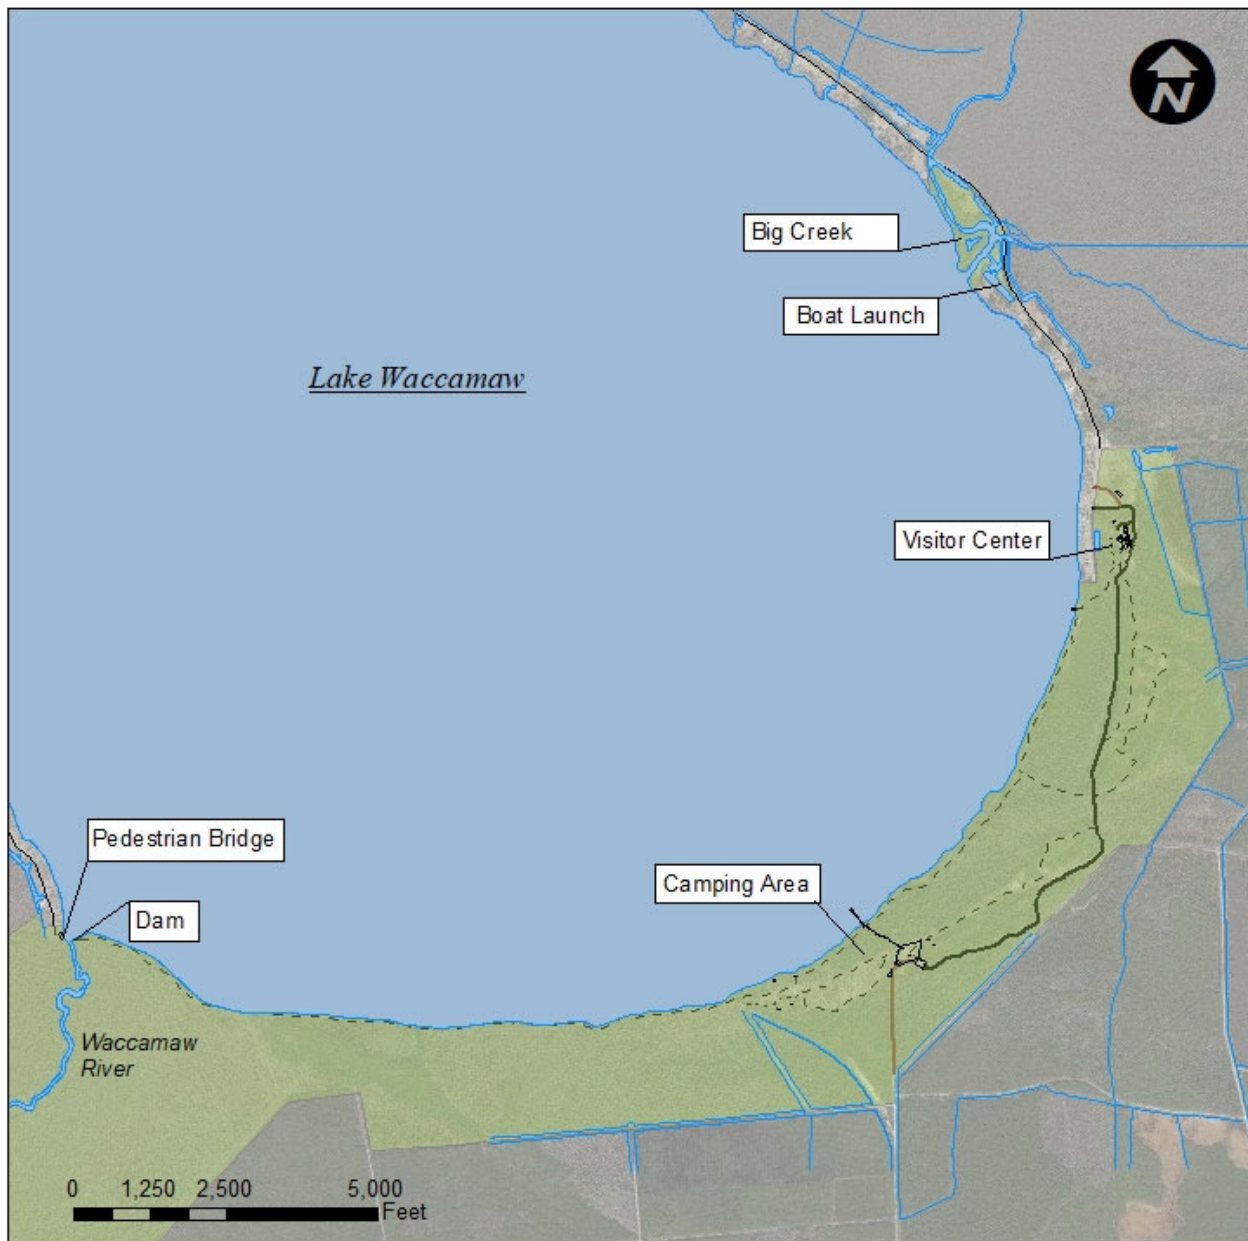 N
Big Creek
Boat Launch
Lake Waccamaw
Visitor Center
Pedestrian Bridge
Camping Area
Dam
Waccamaw
River
0 1,250 2,500 5,000
Feet